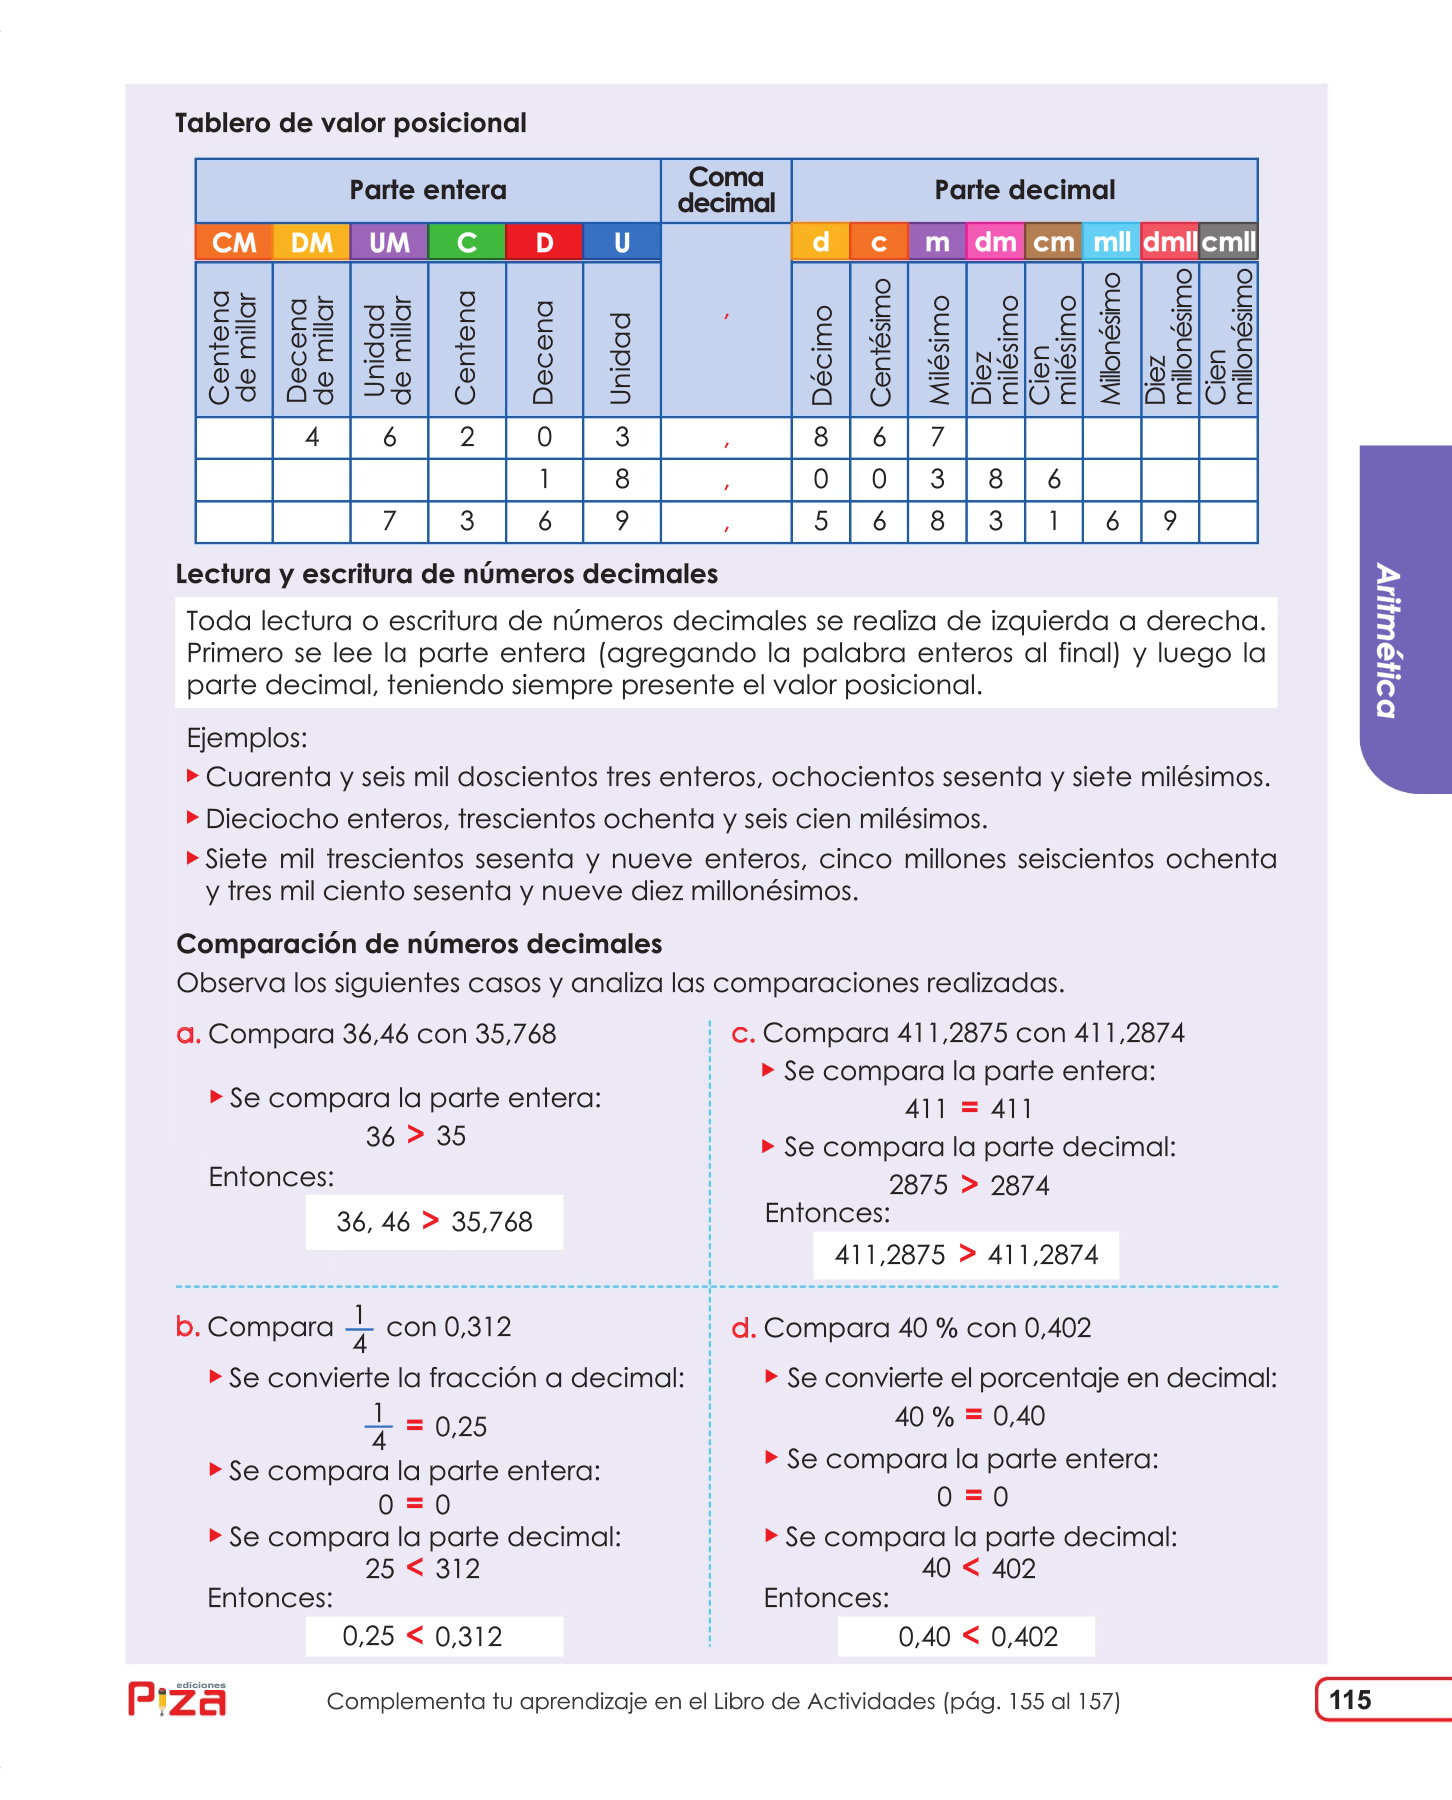 Tablero de valor posicional
Parte entera Coma decimal Parte decimal
CM DM UM C D U d c m dm cm mll dmll cmll
Centena de millar Decena de millar Unidad de millar Centena Decena Unidad , Décimo Centésimo Milésimo Diez milésimo Cien milésimo Millonésimo Diez millonésimo Cien millonésimo
4 6 2 0 3 , 8 6 7
1 8 , 0 0 3 8 6
7 3 6 9 , 5 6 8 3 1 6 9
Lectura y escritura de números decimales
Toda lectura o escritura de números decimales se realiza de izquierda a derecha.
Primero se lee la parte entera (agregando la palabra enteros al final) y luego la
parte decimal, teniendo siempre presente el valor posicional.
Ejemplos:
Cuarenta y seis mil doscientos tres enteros, ochocientos sesenta y siete milésimos.
Dieciocho enteros, trescientos ochenta y seis cien milésimos.
Siete mil trescientos sesenta y nueve enteros, cinco millones seiscientos ochenta
y tres mil ciento sesenta y nueve diez millonésimos.
Comparación de números decimales
Observa los siguientes casos y analiza las comparaciones realizadas.
a. Compara 36,46 con 35,768
Se compara la parte entera:
36 > 35
Entonces:
36, 46 > 35,768
c. Compara 411,2875 con 411,2874
Se compara la parte entera:
411 = 411
Se compara la parte decimal:
2875 > 2874
Entonces:
411,2875 > 411,2874
b. Compara 1/4 con 0,312
Se convierte la fracción a decimal:
1/4 = 0,25
Se compara la parte entera:
0 = 0
Se compara la parte decimal:
25 < 312
Entonces:
0,25 < 0,312
d. Compara 40 % con 0,402
Se convierte el porcentaje en decimal:
40 % = 0,40
Se compara la parte entera:
0 = 0
Se compara la parte decimal:
40 < 402
Entonces:
0,40 < 0,402
Aritmética
ediciones
Piza
Complementa tu aprendizaje en el Libro de Actividades (pág. 155 al 157)
115